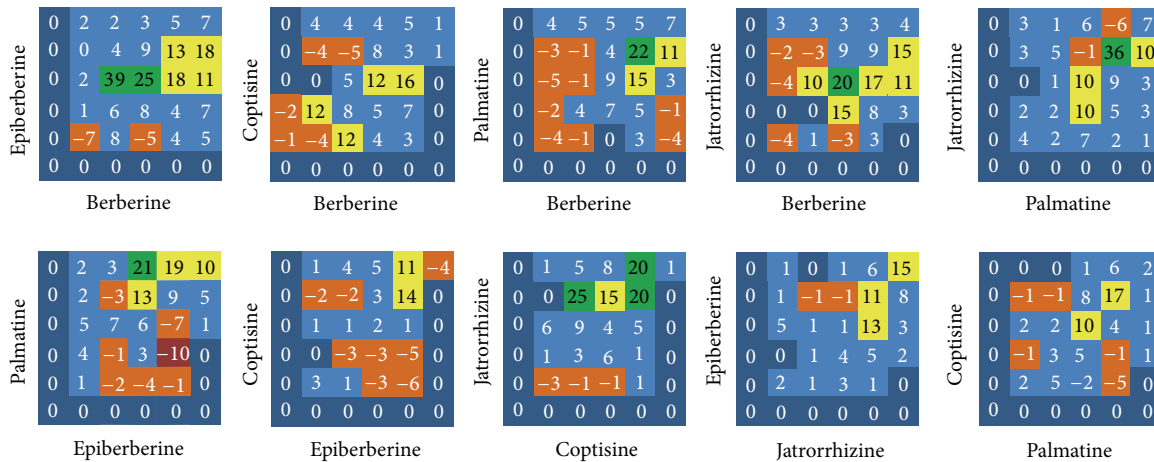 Epiberberine
0 2 2 3 5 7
0 0 4 9 13 18
0 2 39 25 18 11
0 1 6 8 4 7
0 −7 8 −5 4 5
0 0 0 0 0 0
Berberine
Coptisine
0 4 4 4 5 1
0 −4 −5 8 3 1
0 0 5 12 16 0
−2 12 8 5 7 0
−1 −4 12 4 3 0
0 0 0 0 0 0
Berberine
Palmatine
0 4 5 5 5 7
0 −3 −1 4 22 11
0 −5 −1 9 15 3
0 −2 4 7 5 −1
0 −4 −1 0 3 −4
0 0 0 0 0 0
Berberine
Jatrorrhizine
0 3 3 3 3 4
0 −2 −3 9 9 15
0 −4 10 20 17 11
0 0 0 15 8 3
0 −4 1 −3 3 0
0 0 0 0 0 0
Berberine
Jatrorrhizine
0 3 1 6 −6 7
0 3 5 −1 36 10
0 0 1 10 9 3
0 2 2 10 5 3
0 4 2 7 2 1
0 0 0 0 0 0
Palmatine
Palmatine
0 2 3 21 19 10
0 2 −3 13 9 5
0 5 7 6 −7 1
0 4 −1 3 −10 0
0 1 −2 −4 −1 0
0 0 0 0 0 0
Epiberberine
Coptisine
0 1 4 5 11 −4
0 −2 −2 3 14 0
0 1 1 2 1 0
0 0 −3 −3 −5 0
0 3 1 −3 −6 0
0 0 0 0 0 0
Epiberberine
Jatrorrhizine
0 1 5 8 20 1
0 0 25 15 20 0
0 6 9 4 5 0
0 1 3 6 1 0
0 −3 −1 −1 1 0
0 0 0 0 0 0
Coptisine
Epiberberine
0 1 0 1 6 15
0 1 −1 −1 11 8
0 5 1 1 13 3
0 0 1 4 5 2
0 2 1 3 1 0
0 0 0 0 0 0
Jatrorrhizine
Coptisine
0 0 0 1 6 2
0 −1 −1 8 17 1
0 2 2 10 4 1
0 −1 3 5 −1 1
0 2 5 −2 −5 0
0 0 0 0 0 0
Palmatine